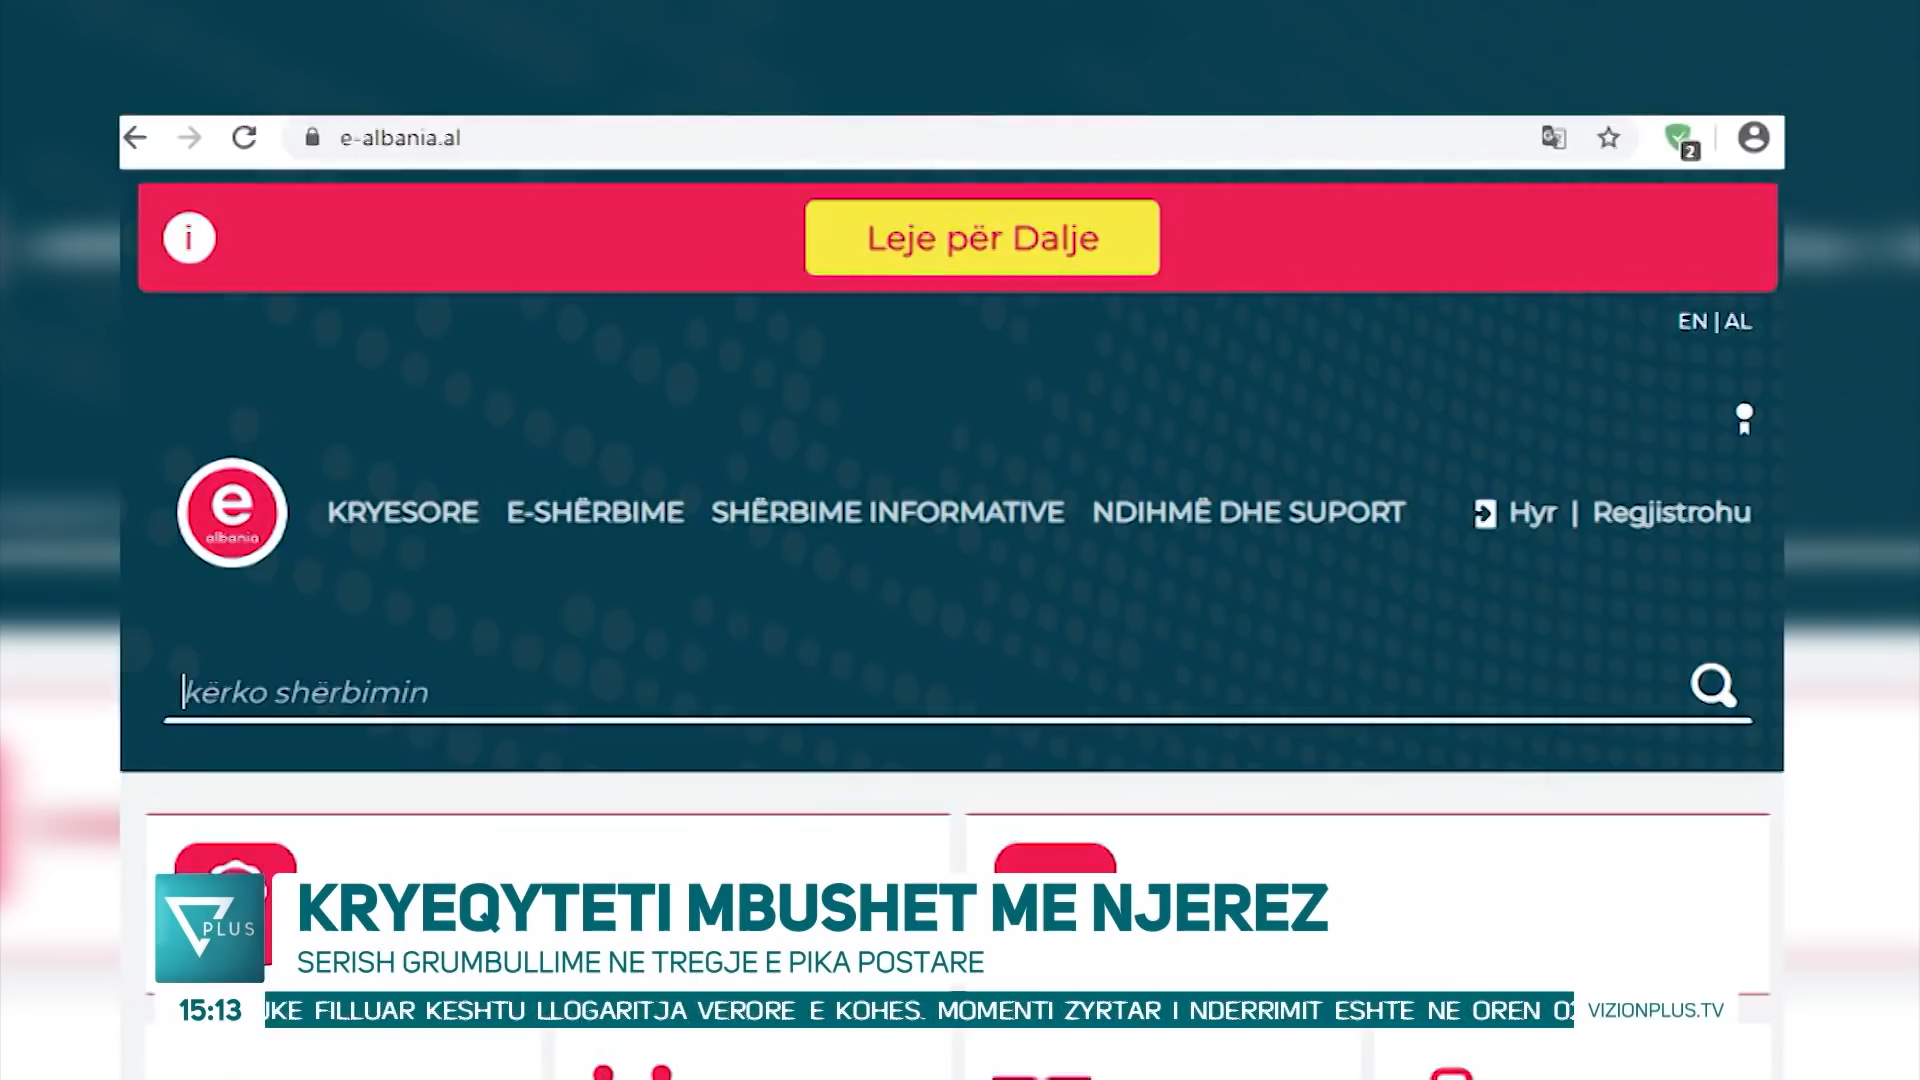 e-albania.al
2
i
Leje për Dalje
EN | AL
e
albania
KRYESORE E-SHËRBIME SHËRBIME INFORMATIVE NDIHMË DHE SUPORT Hyr | Regjistrohu
kërko shërbimin
PLUS
KRYEQYTETI MBUSHET ME NJEREZ
SERISH GRUMBULLIME NE TREGJE E PIKA POSTARE
15:13 FILLUAR KESHTU LLOGARITJA VERORE E KOHES. MOMENTI ZYRTAR I NDERRIMIT ESHTE NE OREN VIZIONPLUS.TV